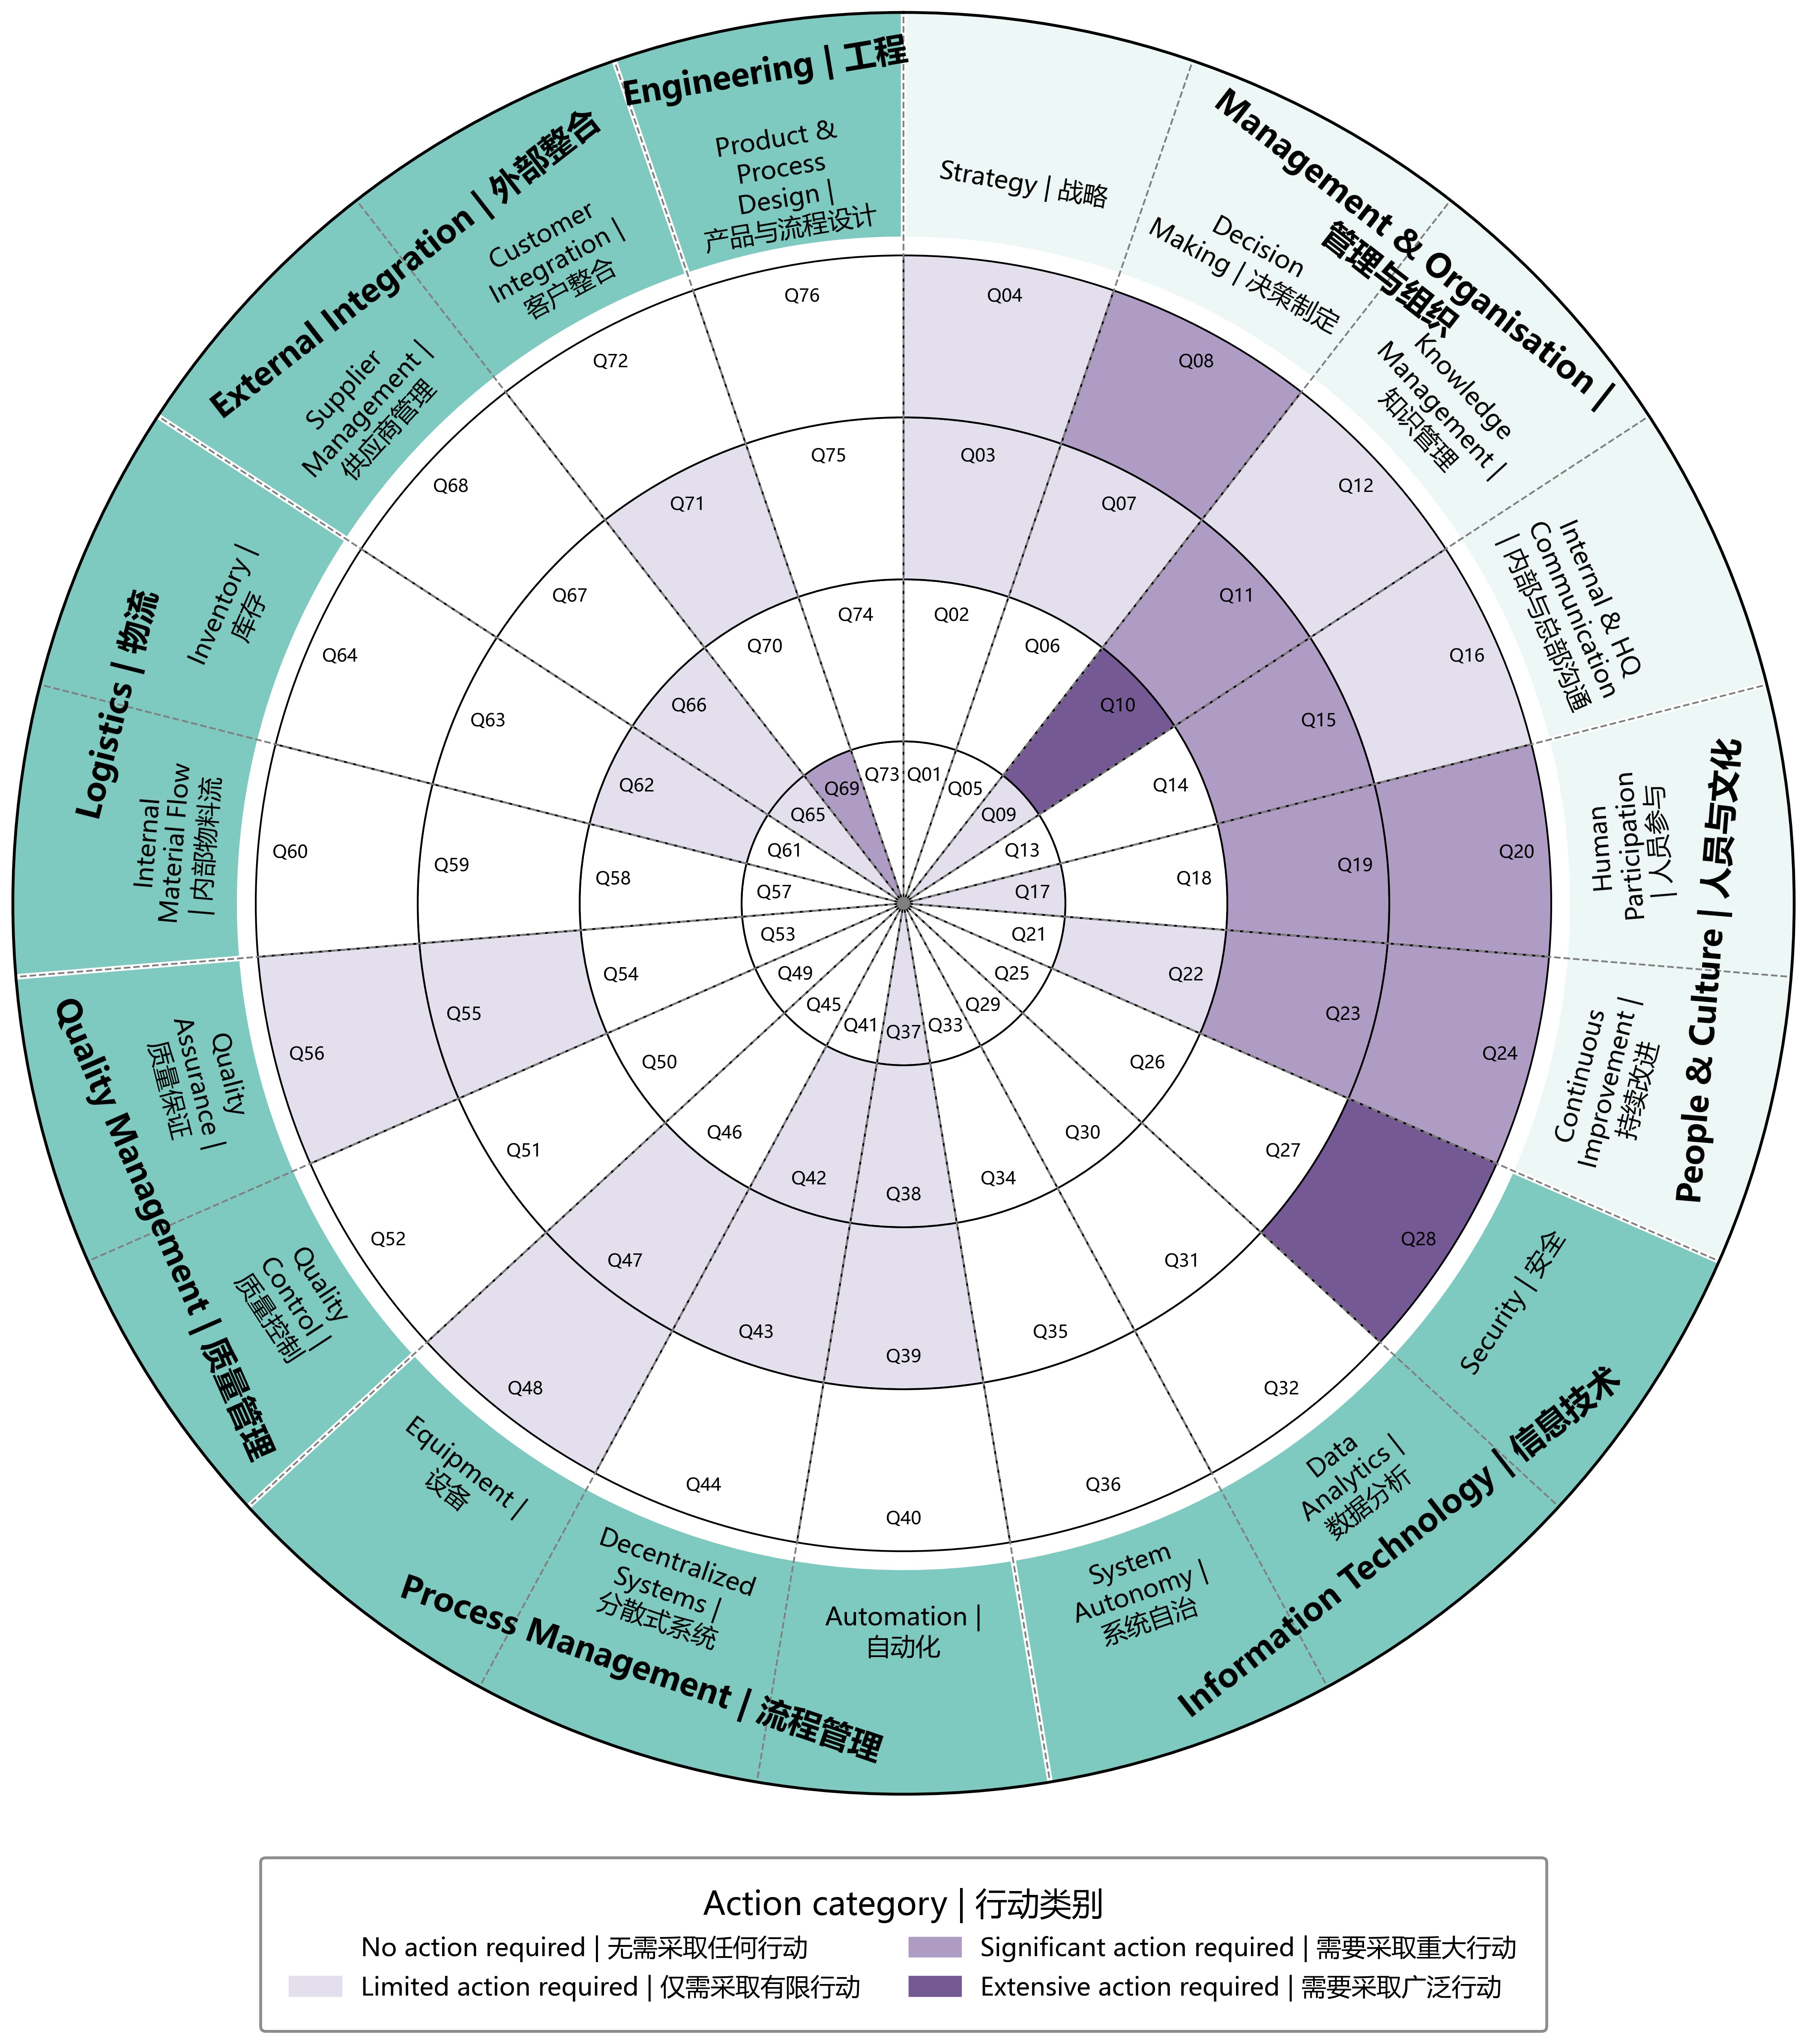 Engineering | 工程
Product &
Process
Design |
产品与流程设计
Strategy | 战略
Management & Organisation |
管理与组织
Decision
Making | 决策制定
Knowledge
Management |
知识管理
Internal & HQ
Communication
| 内部与总部沟通
People & Culture | 人员与文化
Human
Participation
| 人员参与
Continuous
Improvement |
持续改进
Information Technology | 信息技术
Security | 安全
Data
Analytics |
数据分析
System
Autonomy |
系统自治
Process Management | 流程管理
Automation |
自动化
Decentralized
Systems |
分散式系统
Equipment |
设备
Quality Management | 质量管理
Quality
Control |
质量控制
Quality
Assurance |
质量保证
Logistics | 物流
Internal
Material Flow
| 内部物料流
Inventory |
库存
External Integration | 外部整合
Supplier
Management |
供应商管理
Customer
Integration |
客户整合
Q01
Q02
Q03
Q04
Q05
Q06
Q07
Q08
Q09
Q10
Q11
Q12
Q13
Q14
Q15
Q16
Q17
Q18
Q19
Q20
Q21
Q22
Q23
Q24
Q25
Q26
Q27
Q28
Q29
Q30
Q31
Q32
Q33
Q34
Q35
Q36
Q37
Q38
Q39
Q40
Q41
Q42
Q43
Q44
Q45
Q46
Q47
Q48
Q49
Q50
Q51
Q52
Q53
Q54
Q55
Q56
Q57
Q58
Q59
Q60
Q61
Q62
Q63
Q64
Q65
Q66
Q67
Q68
Q69
Q70
Q71
Q72
Q73
Q74
Q75
Q76
Action category | 行动类别
No action required | 无需采取任何行动
Limited action required | 仅需采取有限行动
Significant action required | 需要采取重大行动
Extensive action required | 需要采取广泛行动